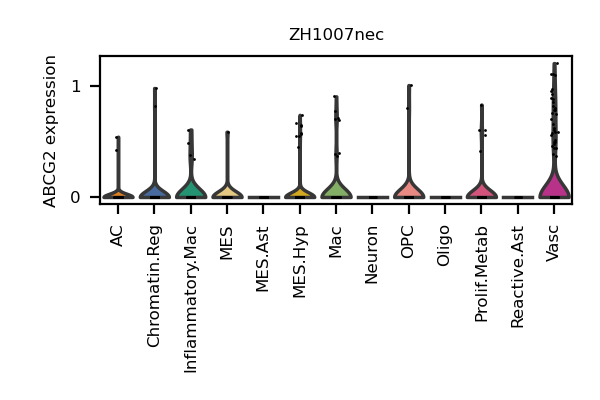 ZH1007nec
ABCG2 expression
1
0
AC
Chromatin.Reg
Inflammatory.Mac
MES
MES.Ast
MES.Hyp
Mac
Neuron
OPC
Oligo
Prolif.Metab
Reactive.Ast
Vasc